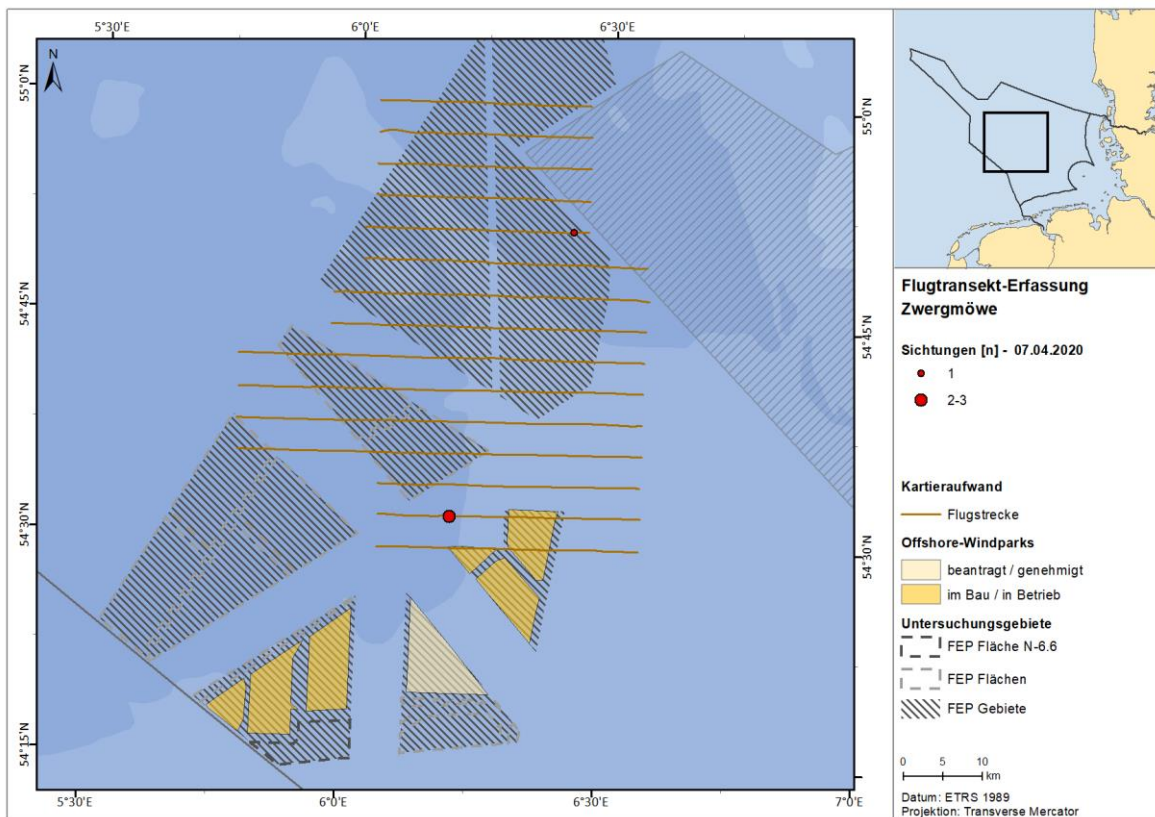 5°30'E
6°0'E
6°30'E
N
55°0'N
54°45'N
54°30'N
54°15'N
55°0'N
54°45'N
54°30'N
5°30'E
6°0'E
6°30'E
7°0'E
Flugtransekt-Erfassung
Zwergmöwe
Sichtungen [n] - 07.04.2020
1
2-3
Kartieraufwand
Flugstrecke
Offshore-Windparks
beantragt / genehmigt
im Bau / in Betrieb
Untersuchungsgebiete
FEP Fläche N-6.6
FEP Flächen
FEP Gebiete
0 5 10
km
Datum: ETRS 1989
Projektion: Transverse Mercator